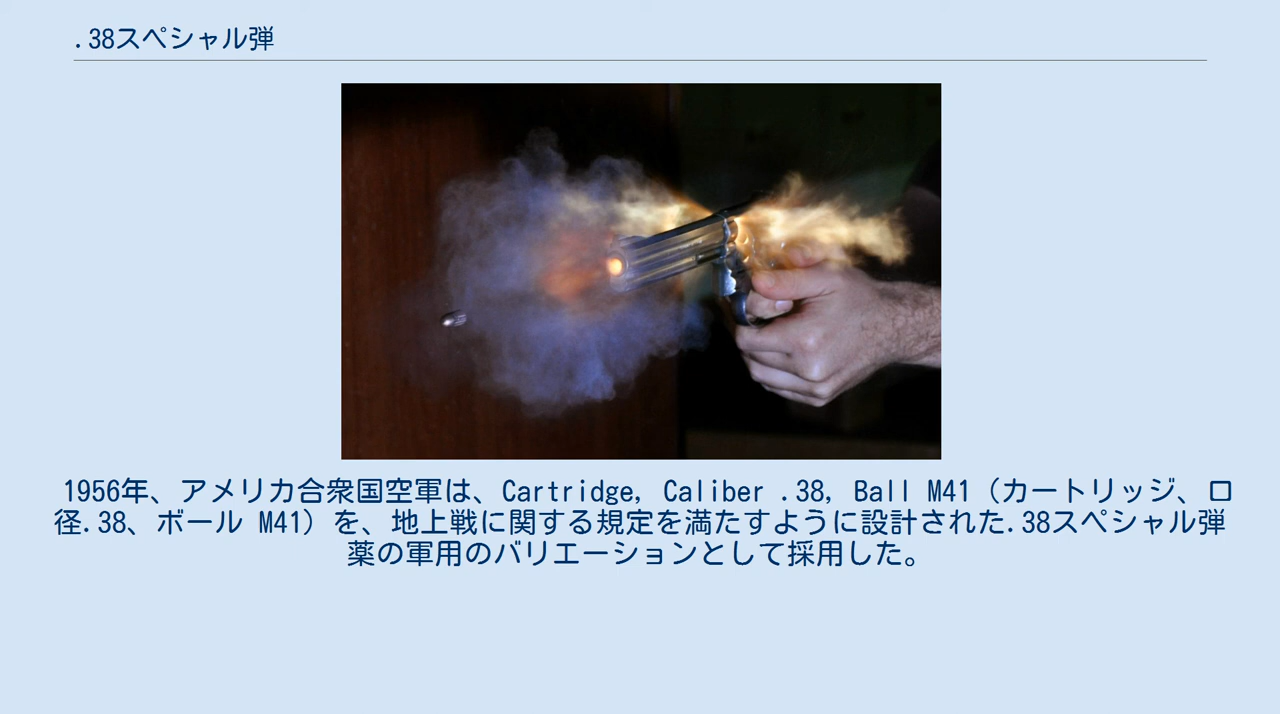 .38スペシャル弾
1956年、アメリカ合衆国空軍は、Cartridge, Caliber .38, Ball M41（カートリッジ、口
径.38、ボール M41）を、地上戦に関する規定を満たすように設計された.38スペシャル弾
薬の軍用のバリエーションとして採用した。